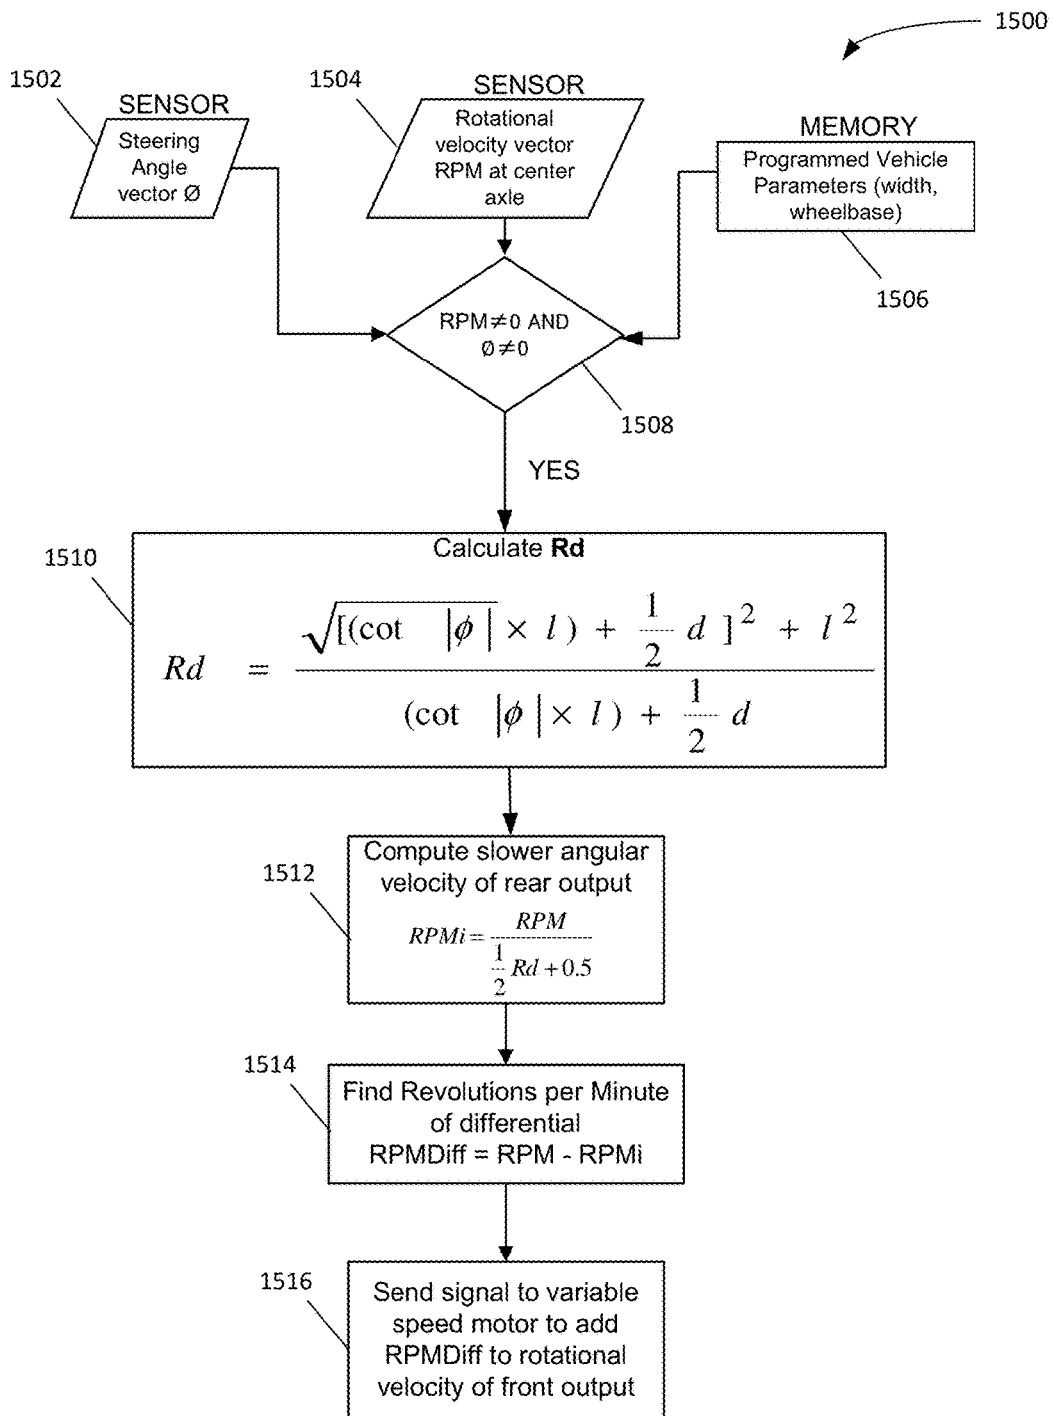 1500
1502
SENSOR
Steering
Angle
vector Ø
1504
SENSOR
Rotational
velocity vector
RPM at center
axle
MEMORY
Programmed Vehicle
Parameters (width,
wheelbase)
1506
RPM≠0 AND
Ø≠0
1508
YES
1510
Calculate Rd
Rd = √[(cot |ϕ| × l) + 1/2 d ]² + l² / (cot |ϕ| × l) + 1/2 d
1512
Compute slower angular
velocity of rear output
RPMi = RPM / 1/2 Rd + 0.5
1514
Find Revolutions per Minute
of differential
RPMDiff = RPM - RPMi
1516
Send signal to variable
speed motor to add
RPMDiff to rotational
velocity of front output